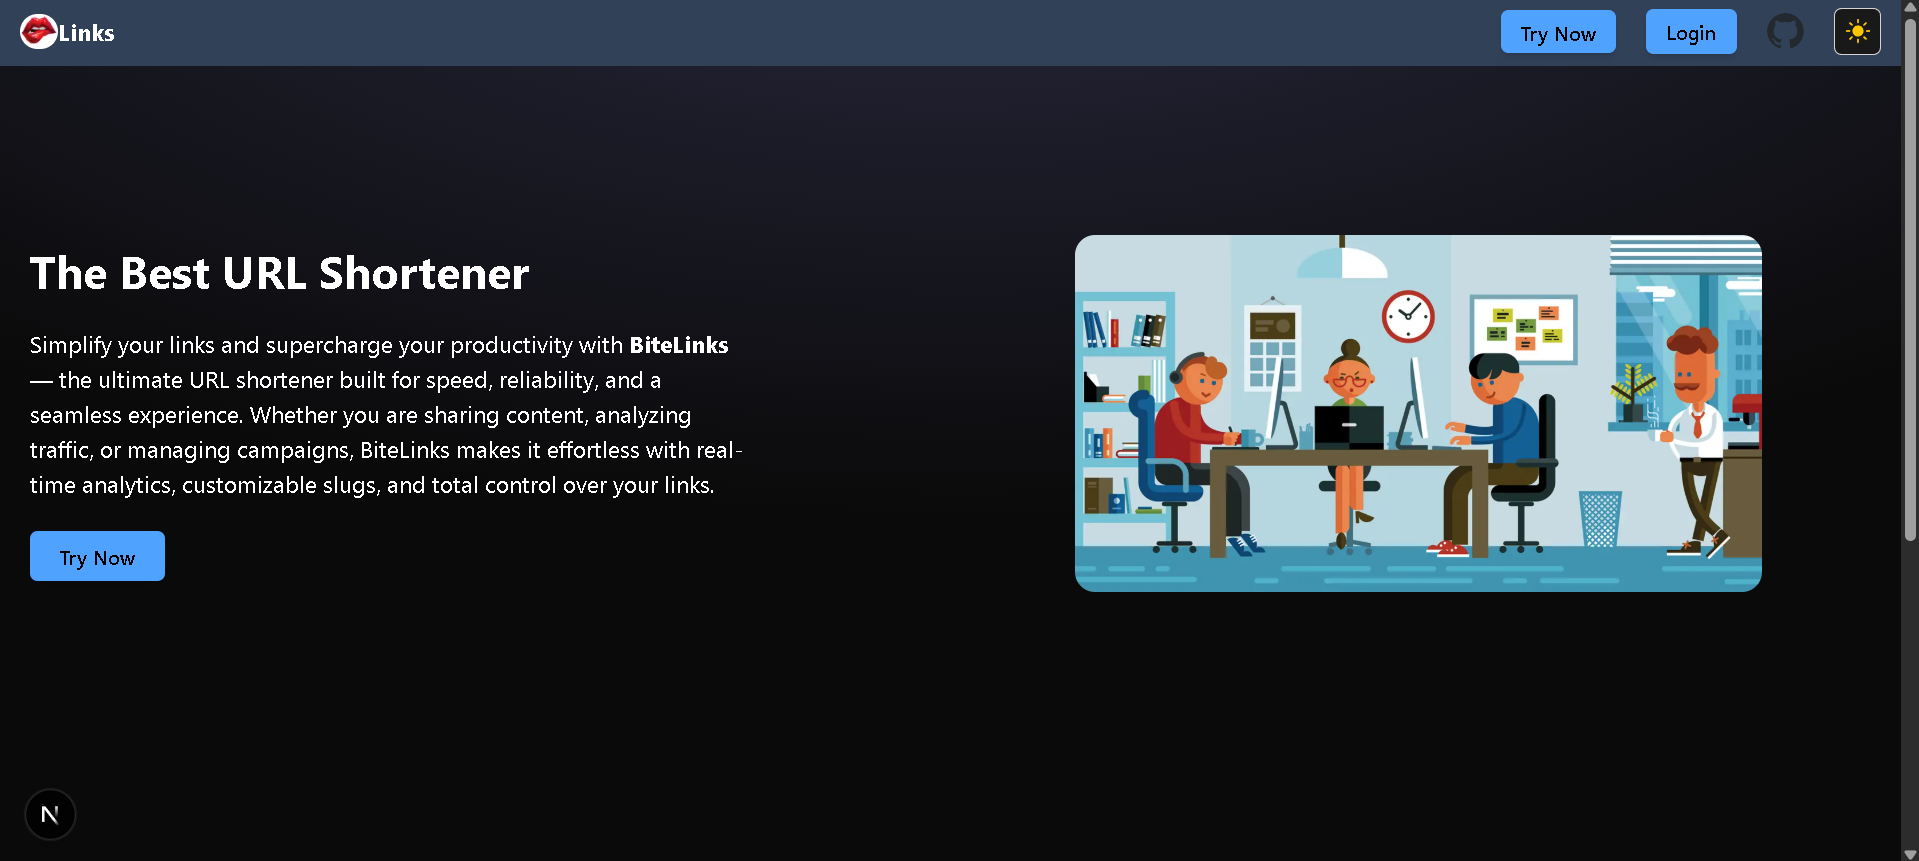 Links
Try Now
Login
The Best URL Shortener
Simplify your links and supercharge your productivity with BiteLinks
— the ultimate URL shortener built for speed, reliability, and a
seamless experience. Whether you are sharing content, analyzing
traffic, or managing campaigns, BiteLinks makes it effortless with real-
time analytics, customizable slugs, and total control over your links.
Try Now
N